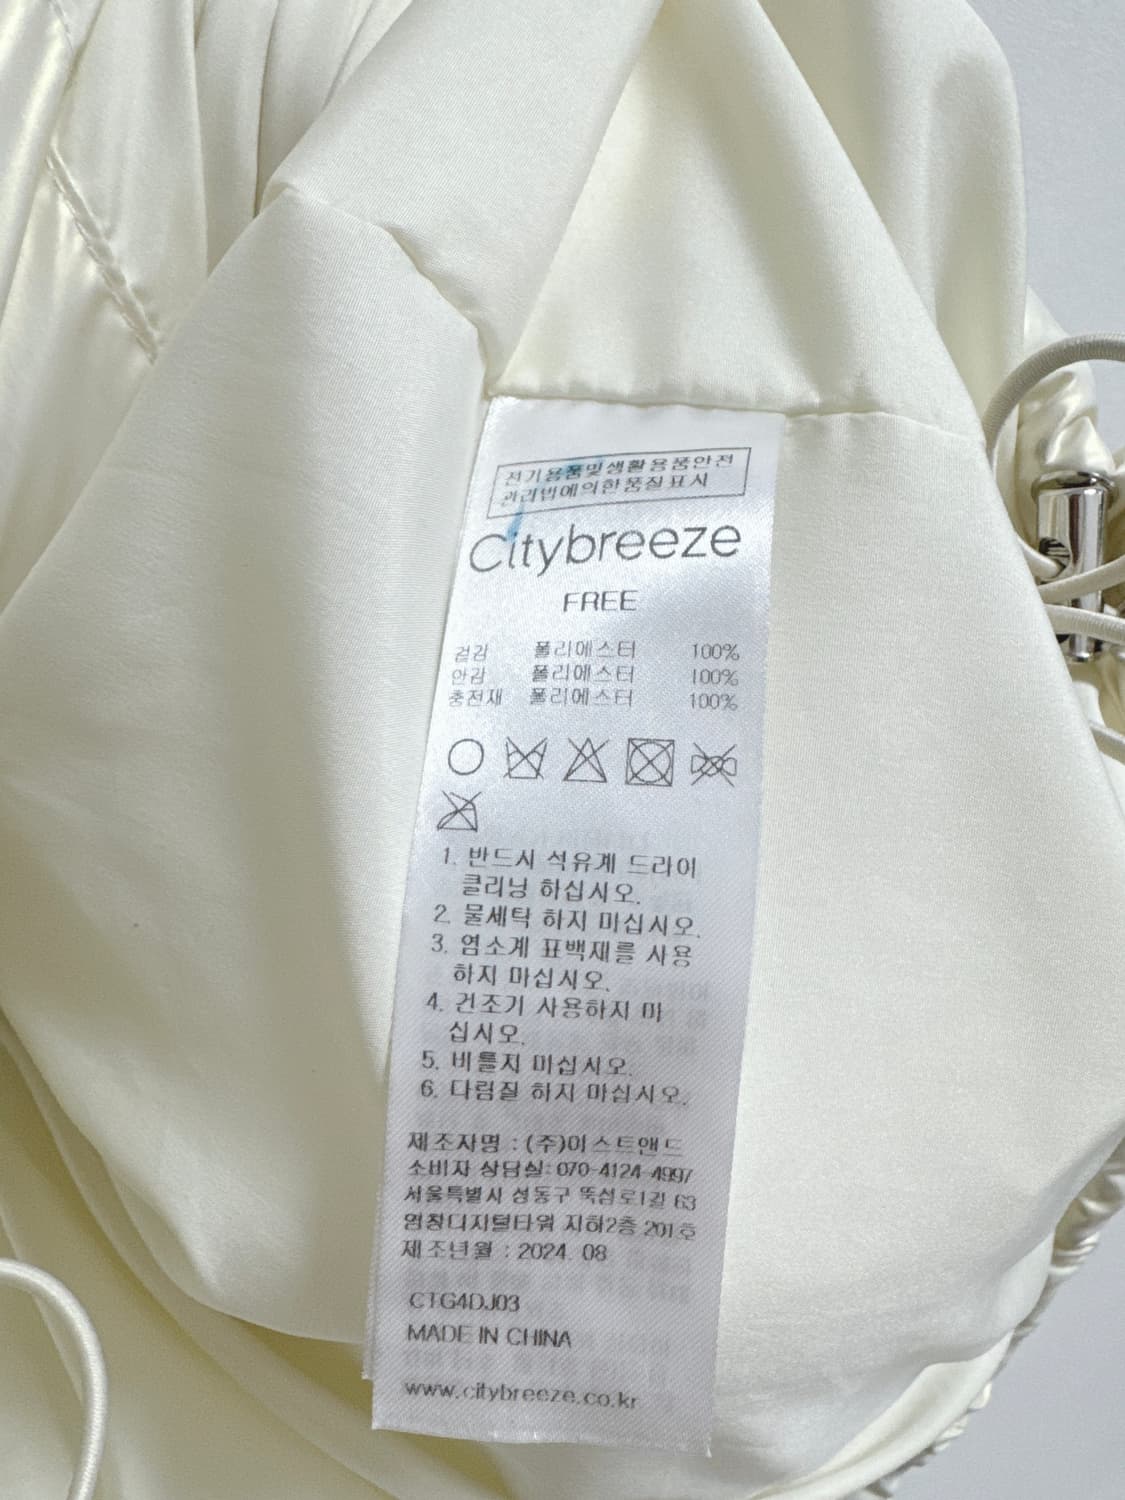 전기용품및생활용품안전
관리법에의한품질표시
Citybreeze
FREE
겉감 폴리에스터 100%
안감 폴리에스터 100%
충전재 폴리에스터 100%
1. 반드시 석유계 드라이
클리닝 하십시오.
2. 물세탁 하지 마십시오.
3. 염소계 표백재를 사용
하지 마십시오.
4. 건조기 사용하지 마
십시오.
5. 비틀지 마십시오.
6. 다림질 하지 마십시오.
제조자명 : (주)이스트앤드
소비자 상담실: 070-4124-4997
서울특별시 성동구 뚝섬로1길 63
영창디지털타워 지하2층 201호
제조년월 : 2024. 08
CTG4DJ03
MADE IN CHINA
www.citybreeze.co.kr